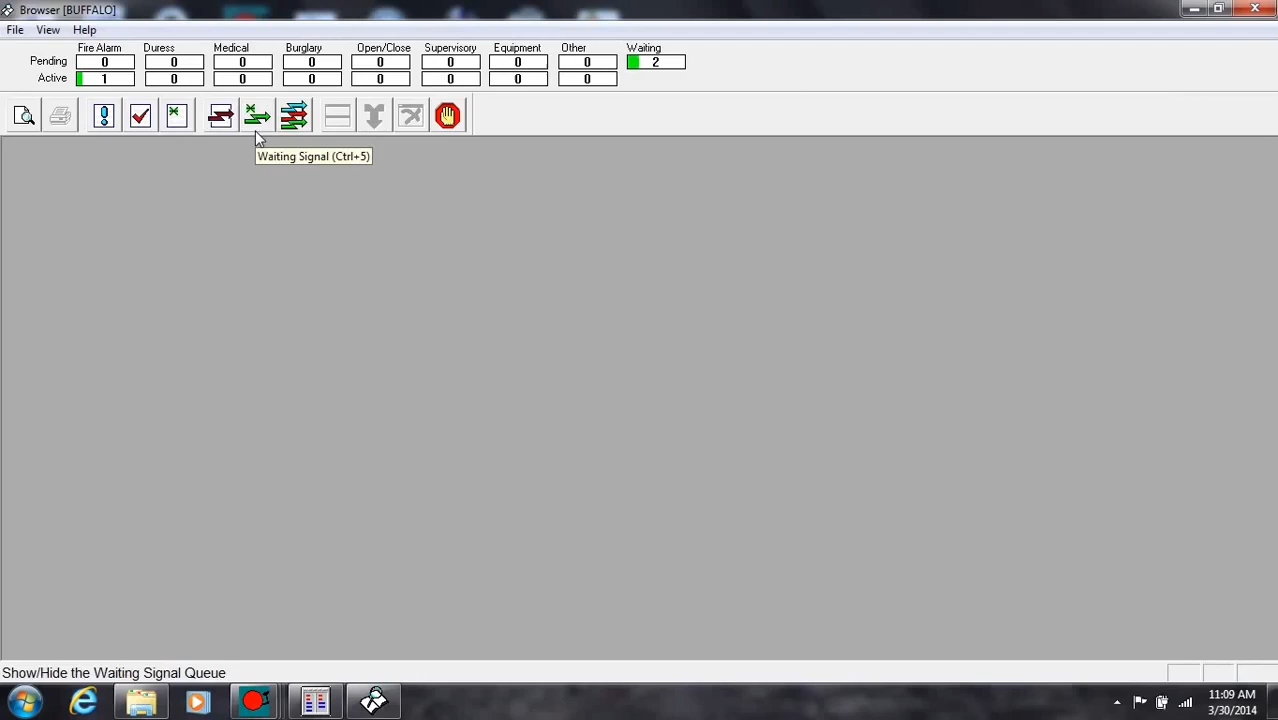 Browser [BUFFALO]
File View Help
Fire Alarm Duress Medical Burglary Open/Close Supervisory Equipment Other Waiting
Pending 0 0 0 0 0 0 0 0 2
Active 1 0 0 0 0 0 0 0
Waiting Signal (Ctrl+5)
Show/Hide the Waiting Signal Queue
11:09 AM
3/30/2014